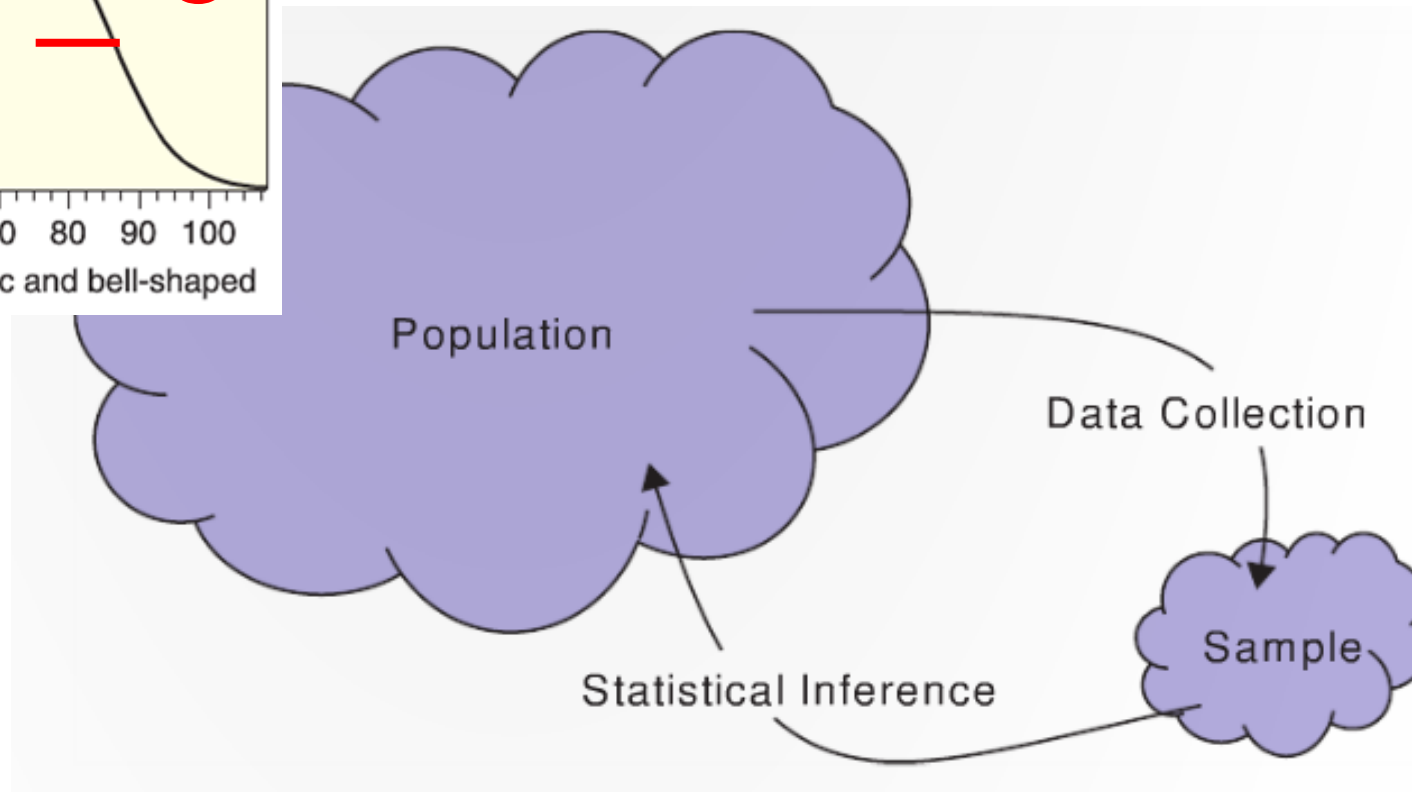 0 80 90 100
c and bell-shaped
Population
Data Collection
Sample
Statistical Inference